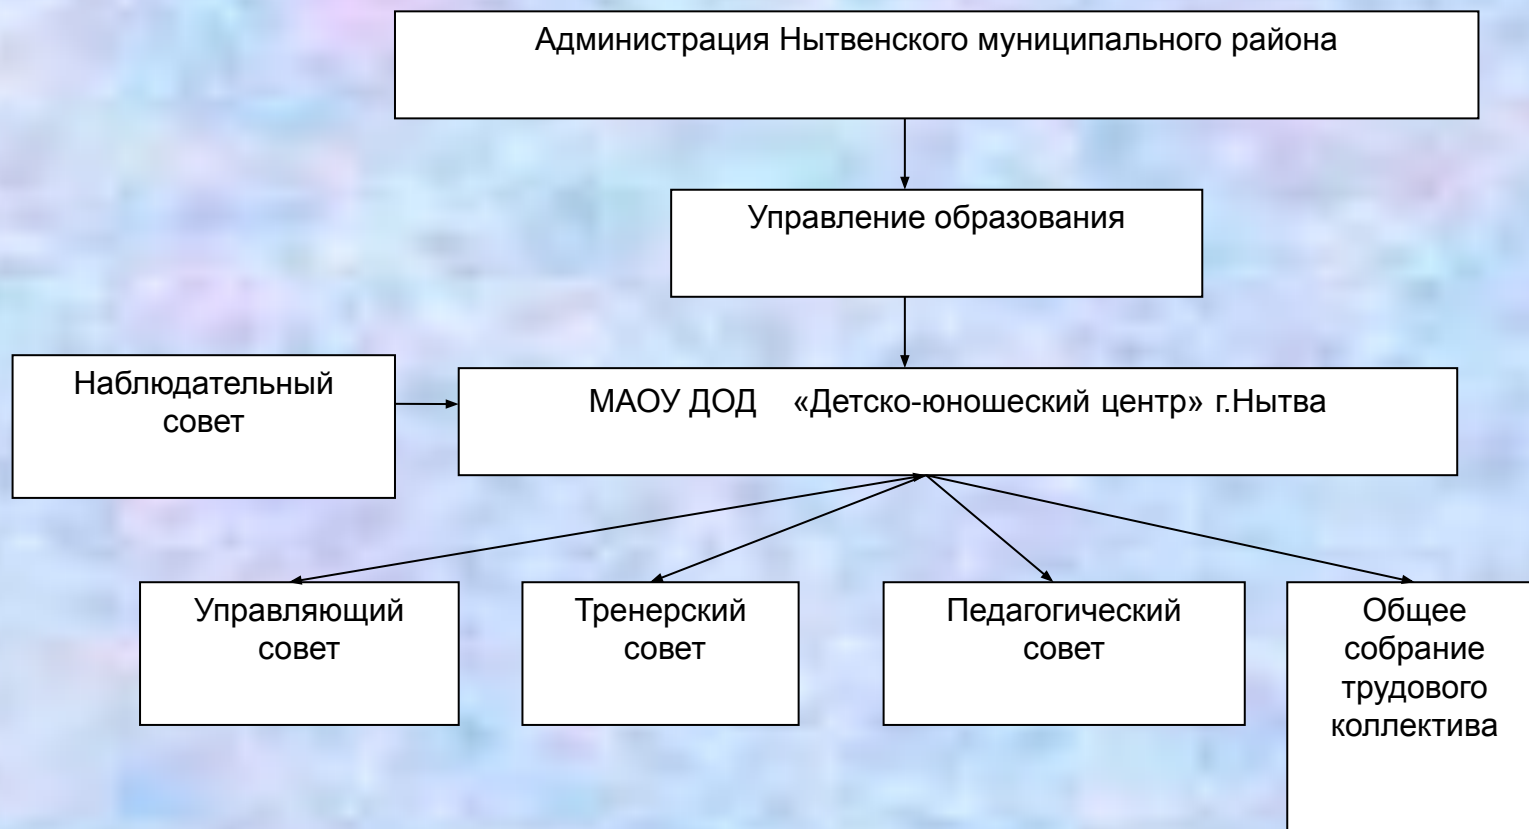 Администрация Нытвенского муниципального района
Управление образования
Наблюдательный
совет
МАОУ ДОД «Детско-юношеский центр» г.Нытва
Управляющий
совет
Тренерский
совет
Педагогический
совет
Общее
собрание
трудового
коллектива